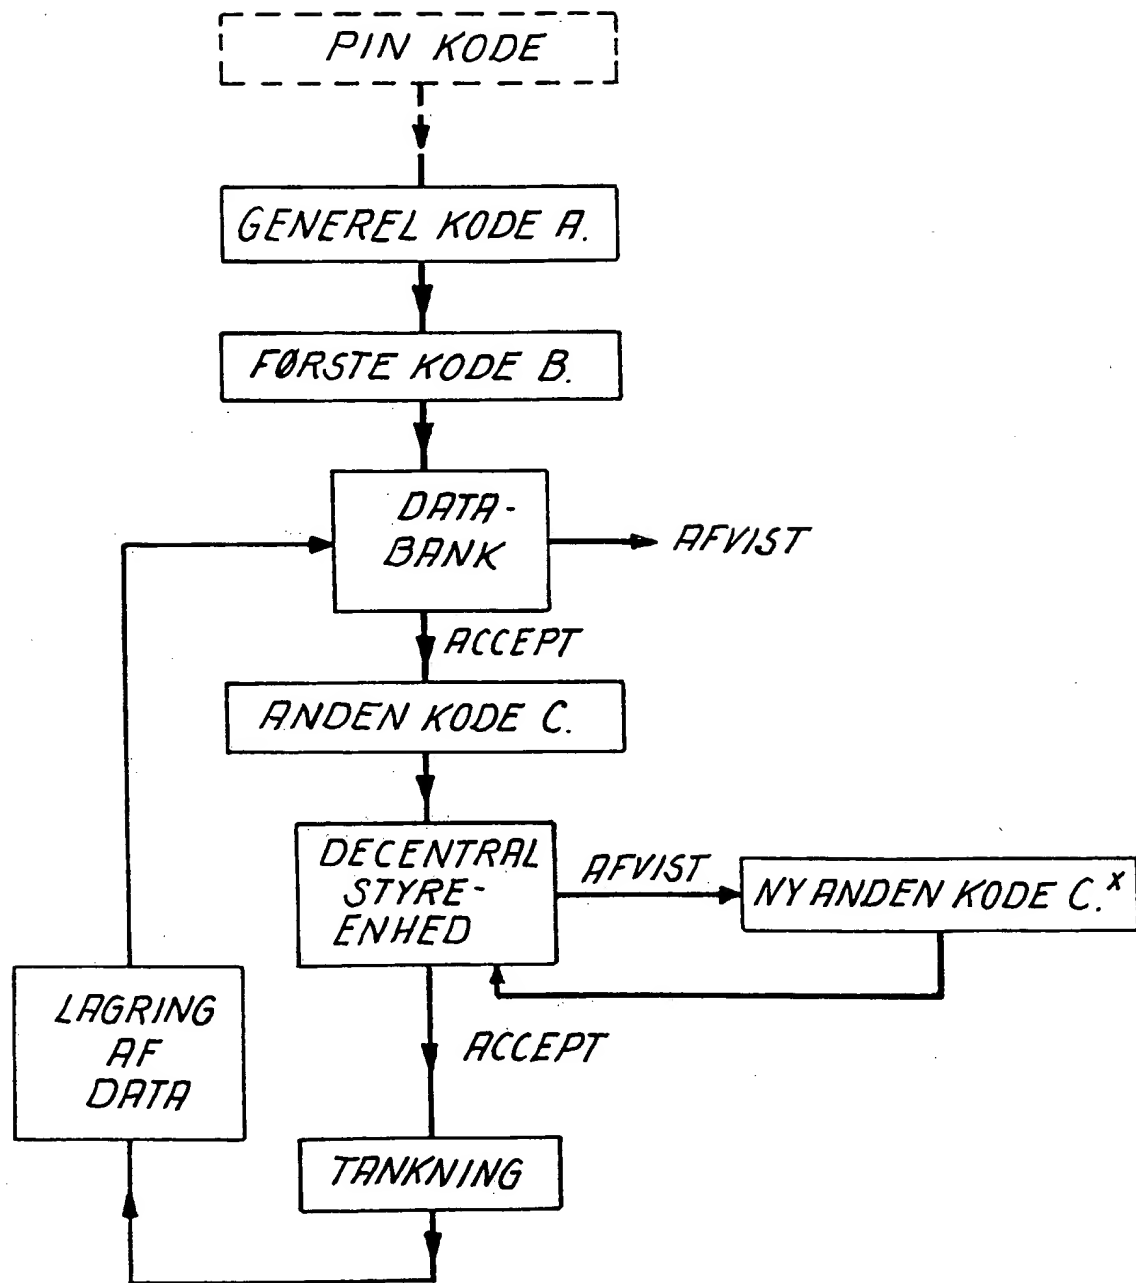 PIN KODE
GENEREL KODE A.
FØRSTE KODE B.
DATA-
BANK
AFVIST
ACCEPT
ANDEN KODE C.
DECENTRAL
STYRE-
ENHED
AFVIST
NY ANDEN KODE C.x
LAGRING
AF
DATA
ACCEPT
TANKNING